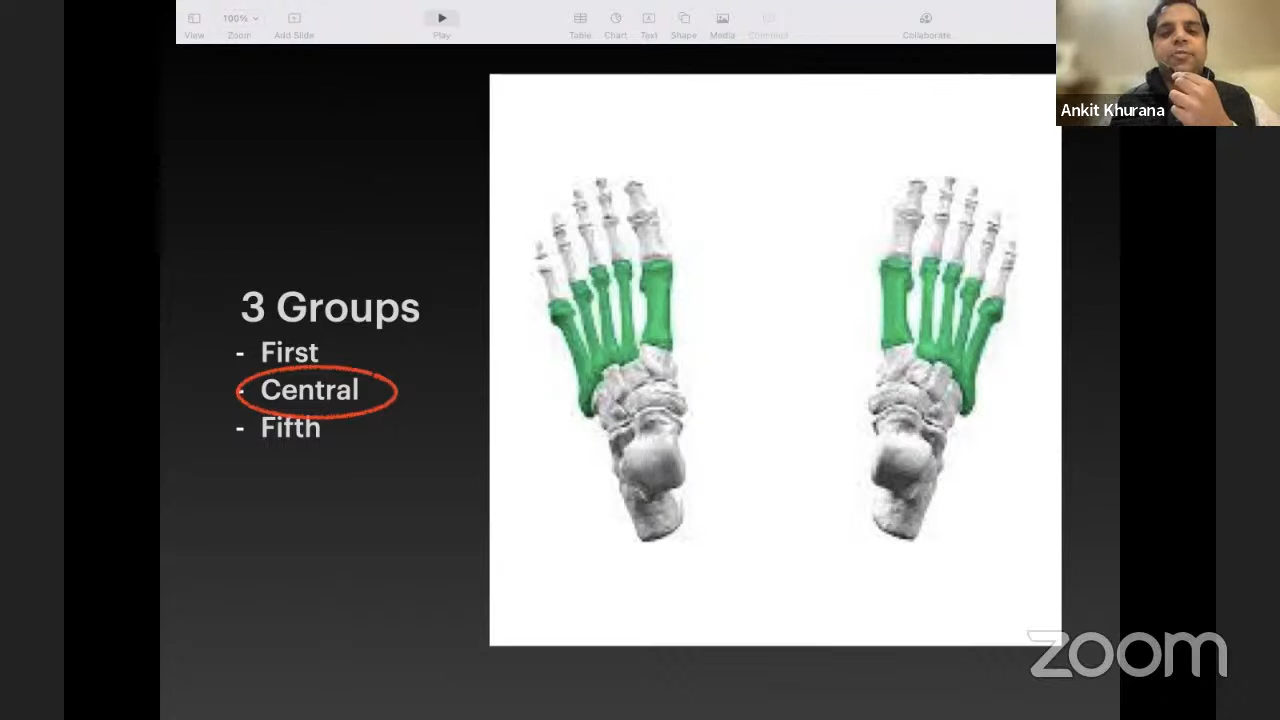 100%
View
Zoom
Add Slide
Play
Table
Chart
Text
Shape
Media
Comment
Collaborate
Ankit Khurana
3 Groups
- First
- Central
- Fifth
zoom